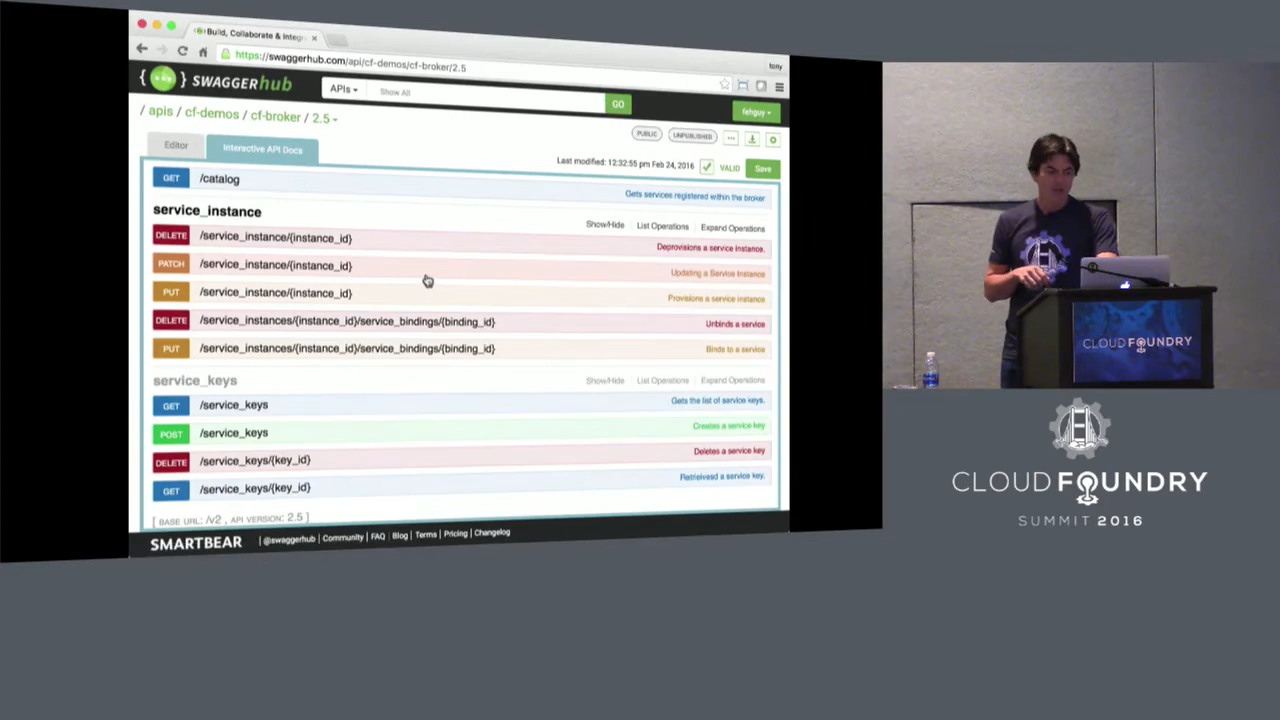 Build, Collaborate & Integr
tony
https://swaggerhub.com/api/cf-demos/cf-broker/2.5
{ } SWAGGERhub
APIs
Show All
GO
fehguy
/ apis / cf-demos / cf-broker / 2.5
PUBLIC
UNPUBLISHED
Editor
Interactive API Docs
Last modified: 12:32:55 pm Feb 24, 2016
VALID
Save
GET /catalog Gets services registered within the broker
service_instance Show/Hide | List Operations | Expand Operations
DELETE /service_instance/{instance_id} Deprovisions a service instance.
PATCH /service_instance/{instance_id} Updating a Service Instance
PUT /service_instance/{instance_id} Provisions a service instance
DELETE /service_instances/{instance_id}/service_bindings/{binding_id} Unbinds a service
PUT /service_instances/{instance_id}/service_bindings/{binding_id} Binds to a service
service_keys Show/Hide | List Operations | Expand Operations
GET /service_keys Gets the list of service keys.
POST /service_keys Creates a service key
DELETE /service_keys/{key_id} Deletes a service key
GET /service_keys/{key_id} Retrieivesd a service key.
[ BASE URL: /v2 , API VERSION: 2.5 ]
SMARTBEAR | @swaggerhub | Community | FAQ | Blog | Terms | Pricing | Changelog
CLOUDFOUNDRY
CLOUD FOUNDRY
SUMMIT 2016